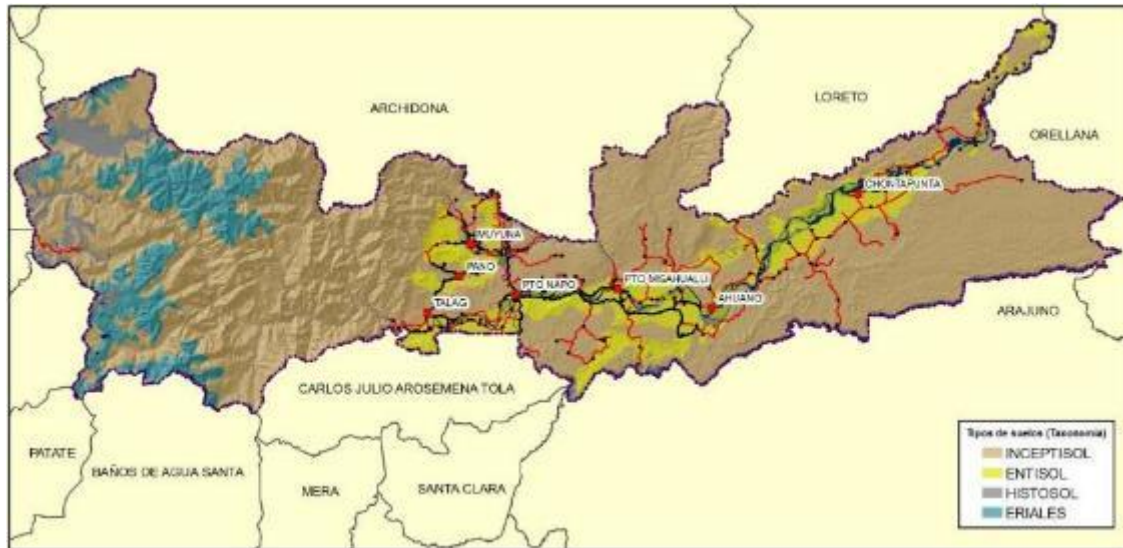 ARCHIDONA
LORETO
ORELLANA
CHONTAPUNTA
MUYUNA
PANO
PTO NAPO
PTO MISAHUALLI
AHUANO
TALAG
ARAJUNO
CARLOS JULIO AROSEMENA TOLA
PATATE
BAÑOS DE AGUA SANTA
MERA
SANTA CLARA
Tipos de suelos (Taxonomia)
INCEPTISOL
ENTISOL
HISTOSOL
ERIALES